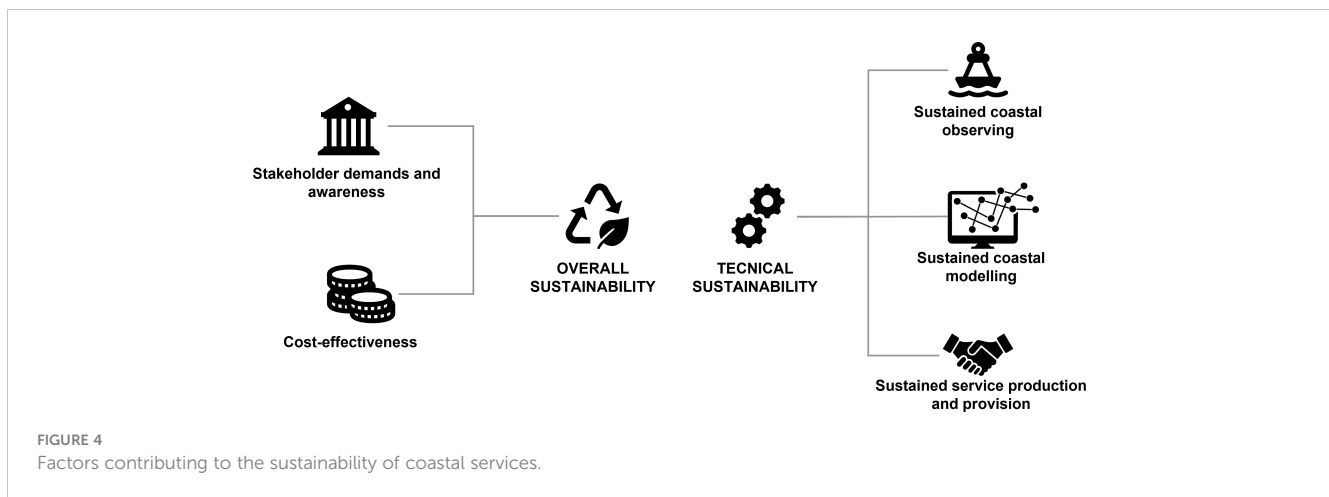 Stakeholder demands and
awareness
Cost-effectiveness
OVERALL
SUSTAINABILITY
TECNICAL
SUSTAINABILITY
Sustained coastal
observing
Sustained coastal
modelling
Sustained service production
and provision
FIGURE 4
Factors contributing to the sustainability of coastal services.